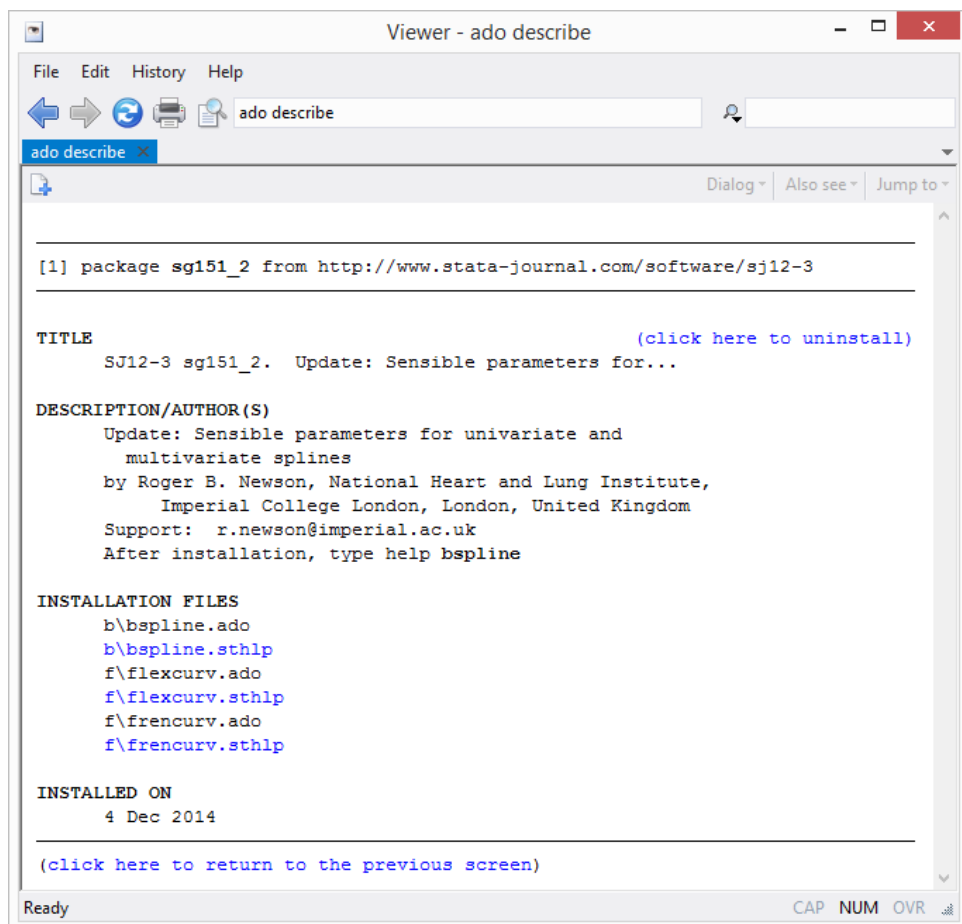 Viewer - ado describe
File Edit History Help
ado describe
ado describe
Dialog Also see Jump to
[1] package sg151_2 from http://www.stata-journal.com/software/sj12-3
TITLE (click here to uninstall)
SJ12-3 sg151_2. Update: Sensible parameters for...
DESCRIPTION/AUTHOR(S)
Update: Sensible parameters for univariate and
multivariate splines
by Roger B. Newson, National Heart and Lung Institute,
Imperial College London, London, United Kingdom
Support: r.newson@imperial.ac.uk
After installation, type help bspline
INSTALLATION FILES
b\bspline.ado
b\bspline.sthlp
f\flexcurv.ado
f\flexcurv.sthlp
f\frencurv.ado
f\frencurv.sthlp
INSTALLED ON
4 Dec 2014
(click here to return to the previous screen)
Ready CAP NUM OVR